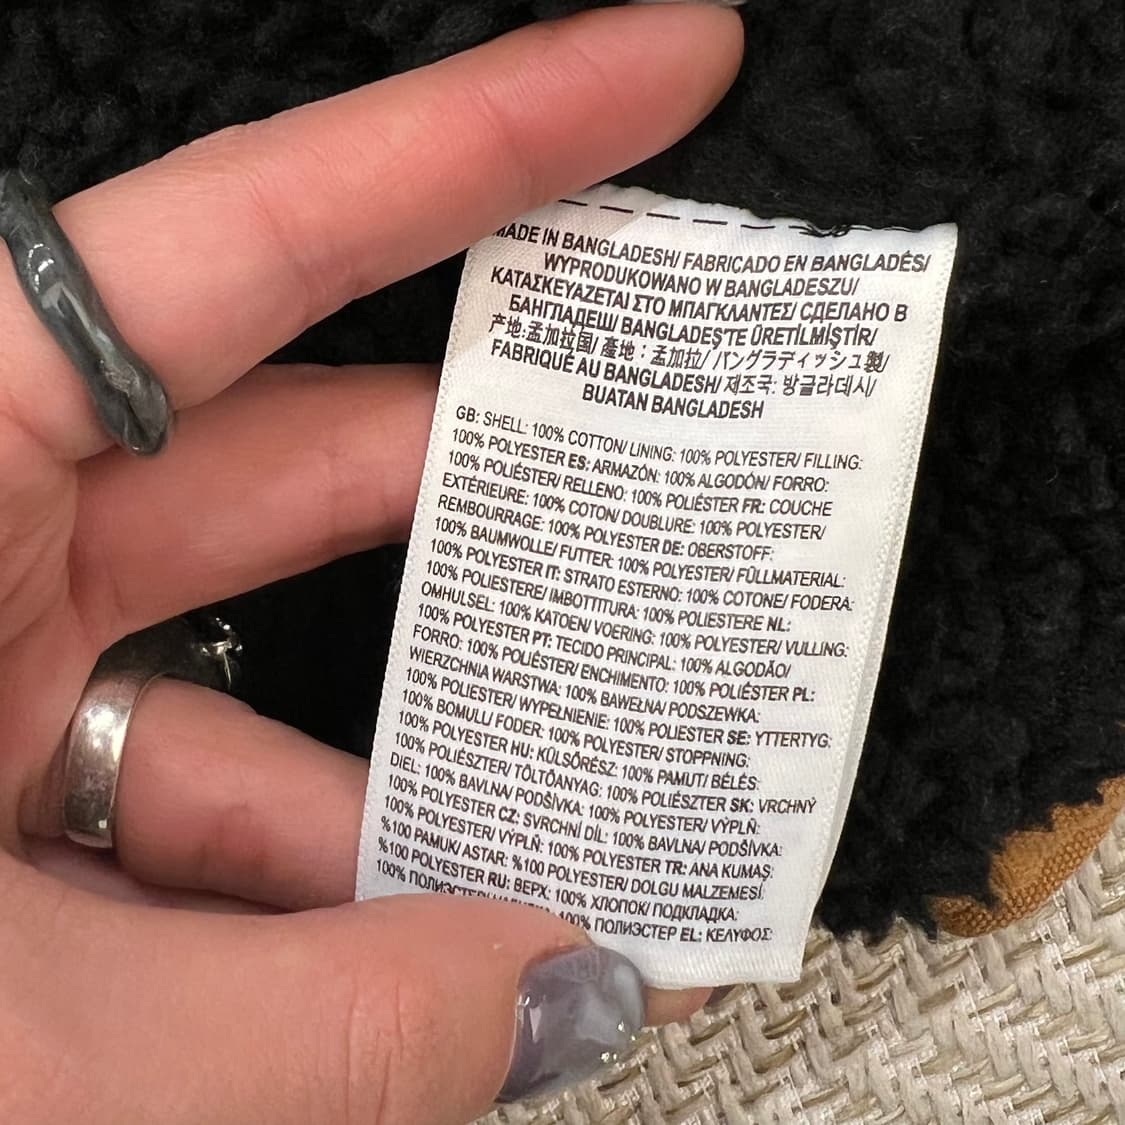 MADE IN BANGLADESH/ FABRICADO EN BANGLADÉS/
WYPRODUKOWANO W BANGLADESZU/
ΚΑΤΑΣΚΕΥΑΖΕΤΑΙ ΣΤΟ ΜΠΑΓΚΛΑΝΤΕΣ/ СДЕЛАНО В
БАНГЛАДЕШ/ BANGLADEŞ'TE ÜRETİLMİŞTİR/
产地:孟加拉国/ 產地：孟加拉/ バングラディッシュ製/
FABRIQUÉ AU BANGLADESH/ 제조국: 방글라데시/
BUATAN BANGLADESH
GB: SHELL: 100% COTTON/ LINING: 100% POLYESTER/ FILLING:
100% POLYESTER ES: ARMAZÓN: 100% ALGODÓN/ FORRO:
100% POLIÉSTER/ RELLENO: 100% POLIÉSTER FR: COUCHE
EXTÉRIEURE: 100% COTON/ DOUBLURE: 100% POLYESTER/
REMBOURRAGE: 100% POLYESTER DE: OBERSTOFF:
100% BAUMWOLLE/ FUTTER: 100% POLYESTER/ FÜLLMATERIAL:
100% POLYESTER IT: STRATO ESTERNO: 100% COTONE/ FODERA:
100% POLIESTERE/ IMBOTTITURA: 100% POLIESTERE NL:
OMHULSEL: 100% KATOEN/ VOERING: 100% POLYESTER/ VULLING:
100% POLYESTER PT: TECIDO PRINCIPAL: 100% ALGODÃO/
FORRO: 100% POLIÉSTER/ ENCHIMENTO: 100% POLIÉSTER PL:
WIERZCHNIA WARSTWA: 100% BAWEŁNA/ PODSZEWKA:
100% POLIESTER/ WYPEŁNIENIE: 100% POLIESTER SE: YTTERTYG:
100% BOMULL/ FODER: 100% POLYESTER/ STOPPNING:
100% POLYESTER HU: KÜLSŐRÉSZ: 100% PAMUT/ BÉLÉS:
100% POLIÉSZTER/ TÖLTŐANYAG: 100% POLIÉSZTER SK: VRCHNÝ
DIEL: 100% BAVLNA/ PODŠÍVKA: 100% POLYESTER/ VÝPLŇ:
100% POLYESTER CZ: SVRCHNÍ DÍL: 100% BAVLNA/ PODŠÍVKA:
100% POLYESTER/ VÝPLŇ: 100% POLYESTER TR: ANA KUMAŞ:
%100 PAMUK/ ASTAR: %100 POLYESTER/ DOLGU MALZEMESİ:
%100 POLYESTER RU: ВЕРХ: 100% ХЛОПОК/ ПОДКЛАДКА:
100% ПОЛИЭСТЕР/ 100% ПОЛИЭСТЕР EL: ΚΕΛΥΦΟΣ: